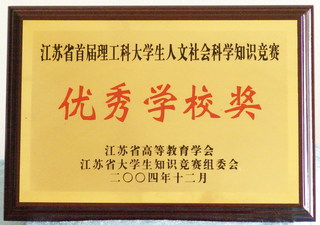 江苏省首届理工科大学生人文社会科学知识竞赛
优秀学校奖
江苏省高等教育学会
江苏省大学生知识竞赛组委会
二〇〇四年十二月